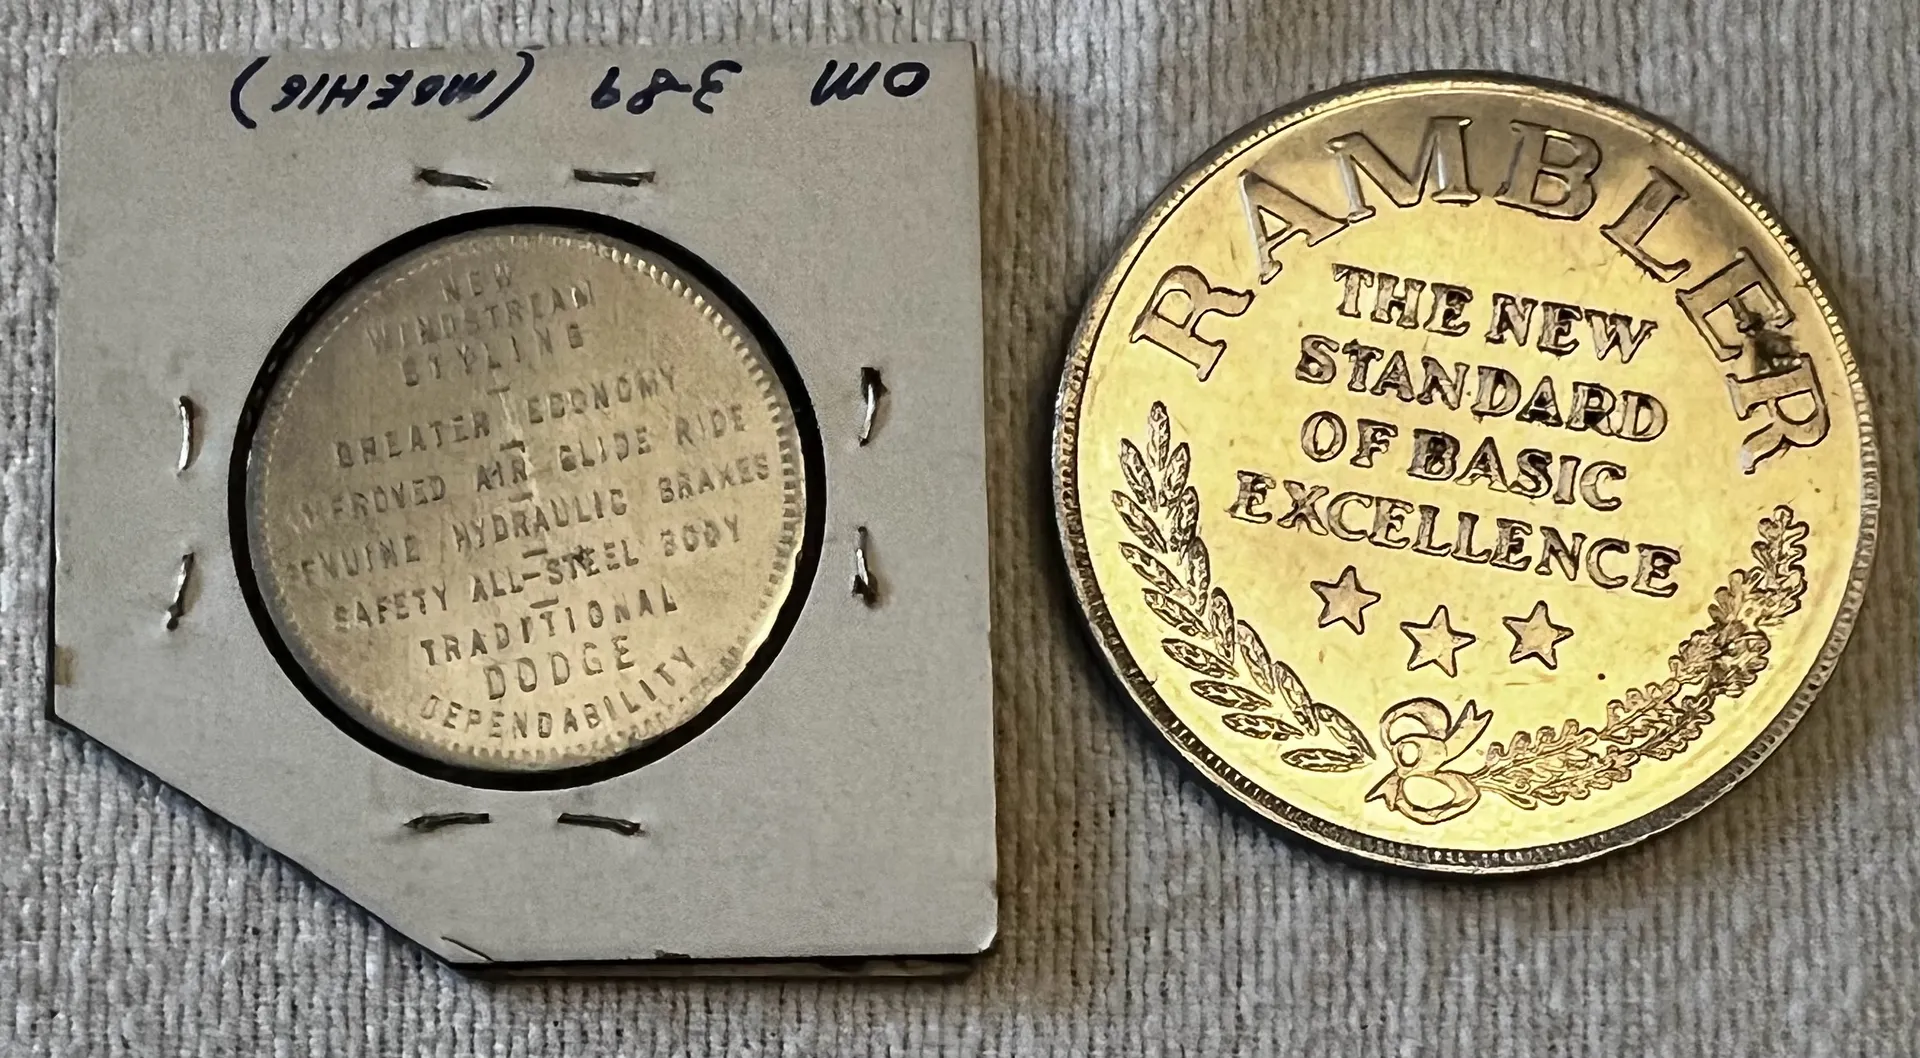 OM 3-89 (MOEHIG)
NEW
WINDSTREAM
STYLING
GREATER ECONOMY
IMPROVED AIR-GLIDE RIDE
GENUINE HYDRAULIC BRAKES
SAFETY ALL-STEEL BODY
TRADITIONAL
DODGE
DEPENDABILITY
RAMBLER
THE NEW
STANDARD
OF BASIC
EXCELLENCE